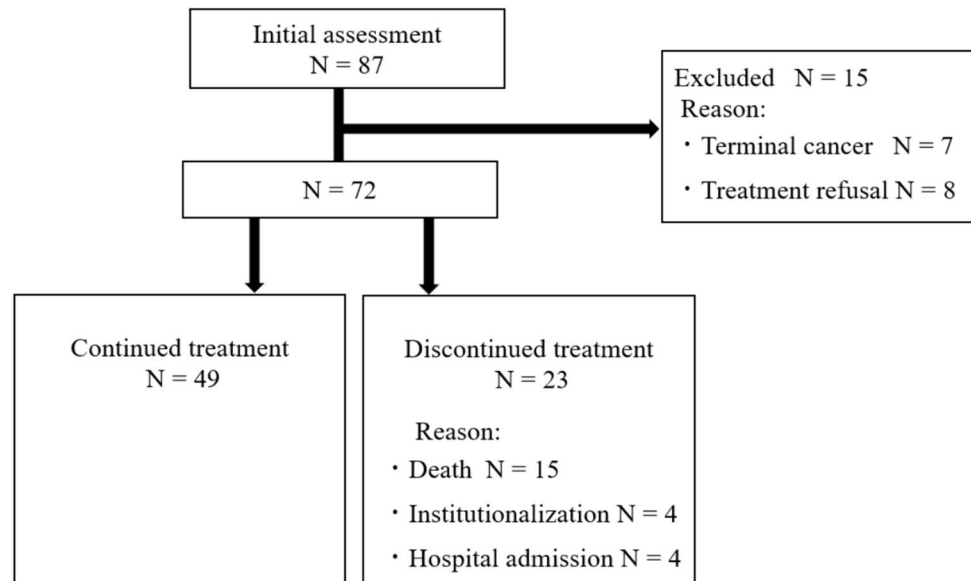 Initial assessment
N = 87
Excluded N = 15
Reason:
・Terminal cancer N = 7
・Treatment refusal N = 8
N = 72
Continued treatment
N = 49
Discontinued treatment
N = 23
Reason:
・Death N = 15
・Institutionalization N = 4
・Hospital admission N = 4